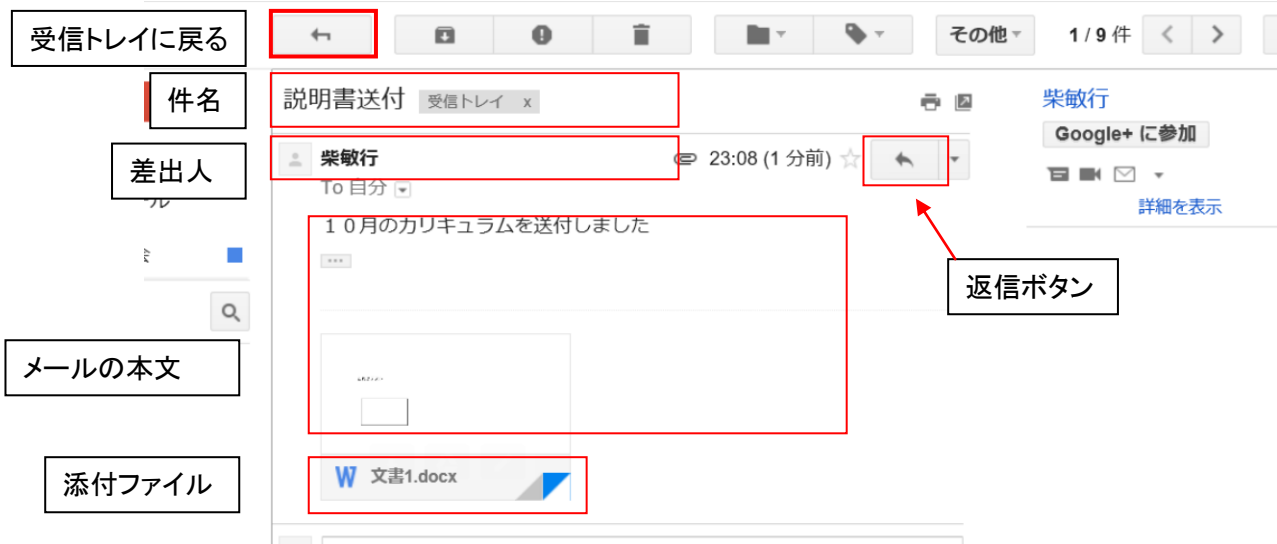 受信トレイに戻る
その他
1 / 9 件
件名
説明書送付
受信トレイ x
柴敏行
Google+ に参加
差出人
柴敏行
23:08 (1 分前)
To 自分
詳細を表示
１０月のカリキュラムを送付しました
返信ボタン
メールの本文
添付ファイル
W 文書1.docx